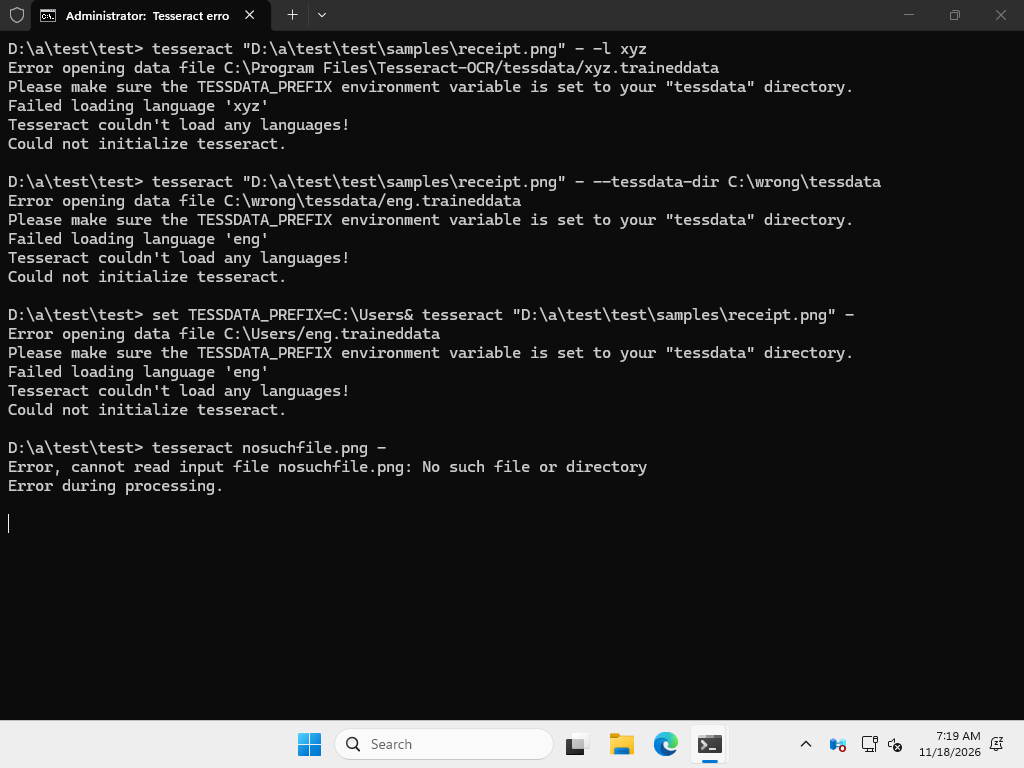 Administrator: Tesseract erro
D:\a\test\test> tesseract "D:\a\test\test\samples\receipt.png" - -l xyz
Error opening data file C:\Program Files\Tesseract-OCR/tessdata/xyz.traineddata
Please make sure the TESSDATA_PREFIX environment variable is set to your "tessdata" directory.
Failed loading language 'xyz'
Tesseract couldn't load any languages!
Could not initialize tesseract.
D:\a\test\test> tesseract "D:\a\test\test\samples\receipt.png" - --tessdata-dir C:\wrong\tessdata
Error opening data file C:\wrong\tessdata/eng.traineddata
Please make sure the TESSDATA_PREFIX environment variable is set to your "tessdata" directory.
Failed loading language 'eng'
Tesseract couldn't load any languages!
Could not initialize tesseract.
D:\a\test\test> set TESSDATA_PREFIX=C:\Users& tesseract "D:\a\test\test\samples\receipt.png" -
Error opening data file C:\Users/eng.traineddata
Please make sure the TESSDATA_PREFIX environment variable is set to your "tessdata" directory.
Failed loading language 'eng'
Tesseract couldn't load any languages!
Could not initialize tesseract.
D:\a\test\test> tesseract nosuchfile.png -
Error, cannot read input file nosuchfile.png: No such file or directory
Error during processing.
Search
7:19 AM
11/18/2026